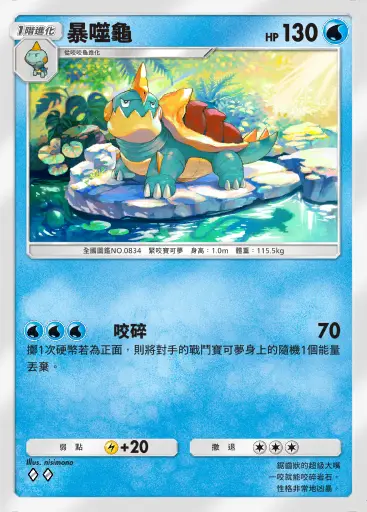 1階進化
暴噬龜
HP 130
從咬咬龜進化
全國圖鑑NO.0834 緊咬寶可夢 身高：1.0m 體重：115.5kg
咬碎 70
擲1次硬幣若為正面，則將對手的戰鬥寶可夢身上的隨機1個能量
丟棄。
弱點 +20
撤退
Illus. nisimono
鋸齒狀的超級大嘴
一咬就能咬碎岩石。
性格非常地凶暴。